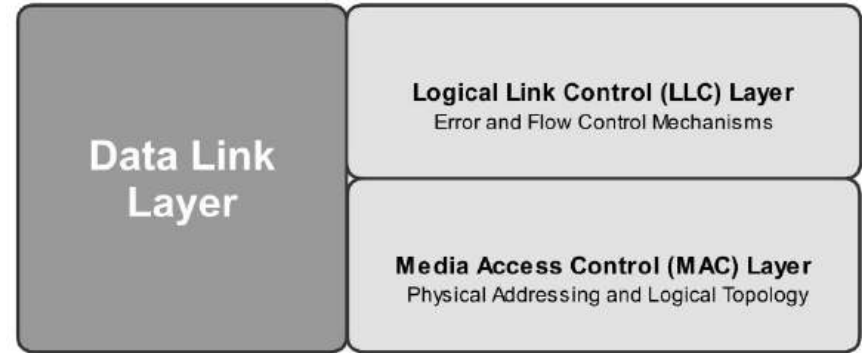 Data Link
Layer
Logical Link Control (LLC) Layer
Error and Flow Control Mechanisms
Media Access Control (MAC) Layer
Physical Addressing and Logical Topology